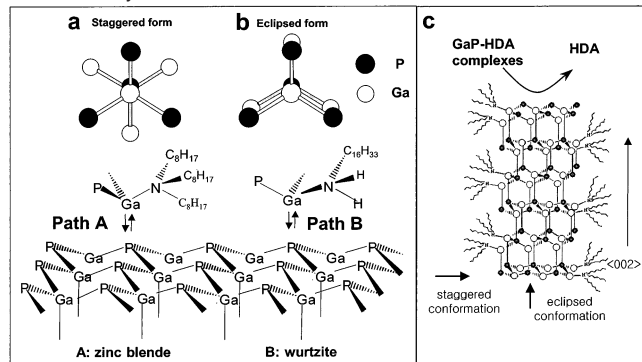 a Staggered form
b Eclipsed form
P
Ga
C₈H₁₇
C₈H₁₇
C₈H₁₇
P
Ga
N
Path A
C₁₆H₃₃
H
H
P
Ga
N
Path B
P Ga P Ga P Ga P Ga P
P Ga P Ga P Ga P
P Ga P Ga P Ga P Ga
A: zinc blende
B: wurtzite
c
GaP-HDA
complexes
HDA
<002>
staggered
conformation
eclipsed
conformation